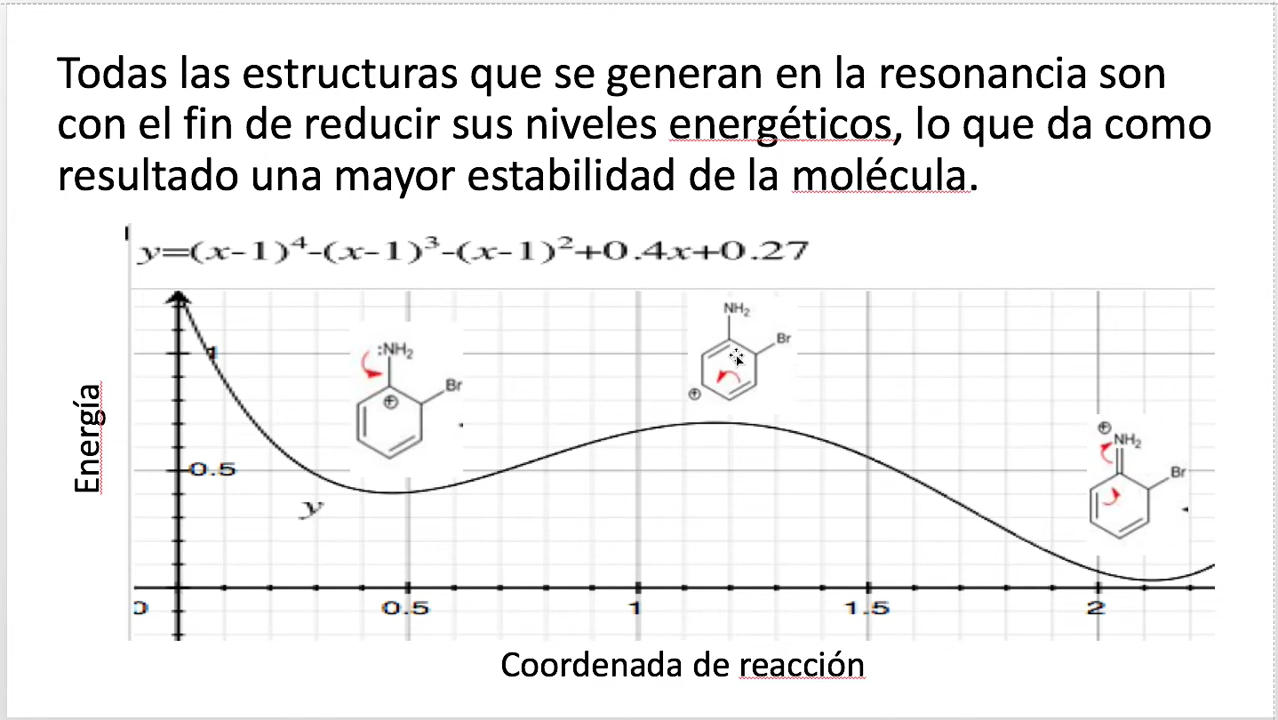 Todas las estructuras que se generan en la resonancia son
con el fin de reducir sus niveles energéticos, lo que da como
resultado una mayor estabilidad de la molécula.
y=(x-1)⁴-(x-1)³-(x-1)²+0.4x+0.27
NH₂
Br
:NH₂
Br
1
⊕
⊕
⊕
NH₂
Br
0.5
y
Energía
0
0.5
1
1.5
2
Coordenada de reacción